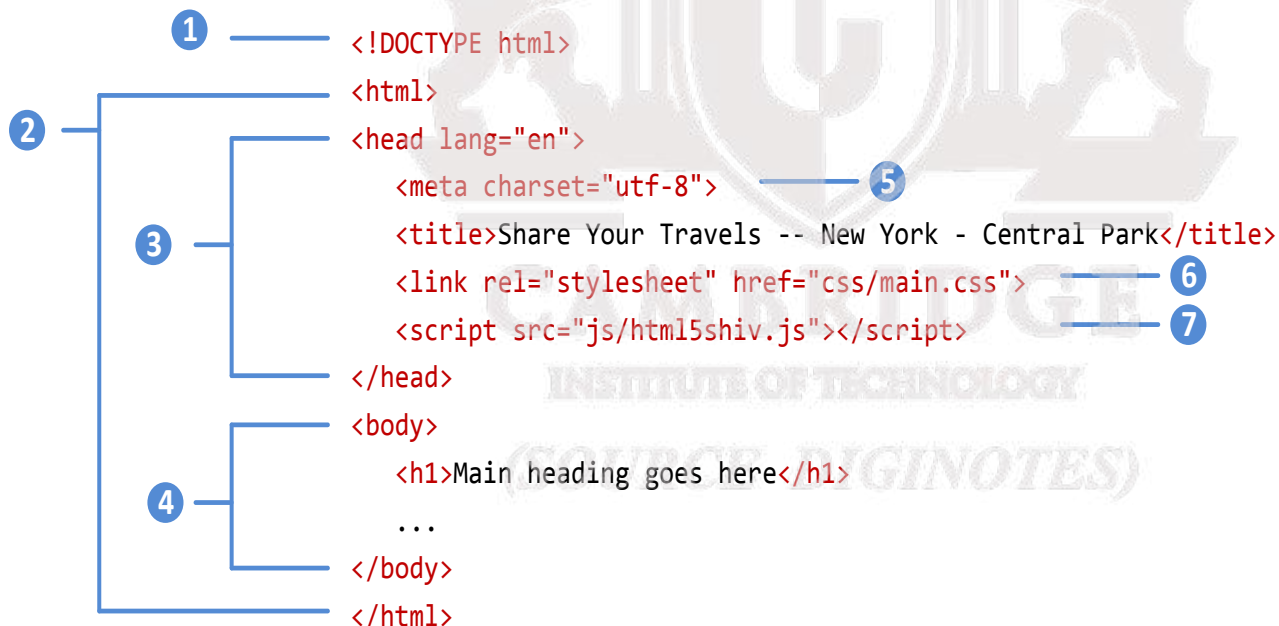 1 <!DOCTYPE html>
<html>
2
<head lang="en">
<meta charset="utf-8"> 5
3 <title>Share Your Travels -- New York - Central Park</title>
<link rel="stylesheet" href="css/main.css"> 6
CAMBRIDGE
<script src="js/html5shiv.js"></script> 7
</head>
INSTITUTE OF TECHNOLOGY
<body>
<h1>Main heading goes here</h1>
(SOURCE DIGINOTES)
4
...
</body>
</html>